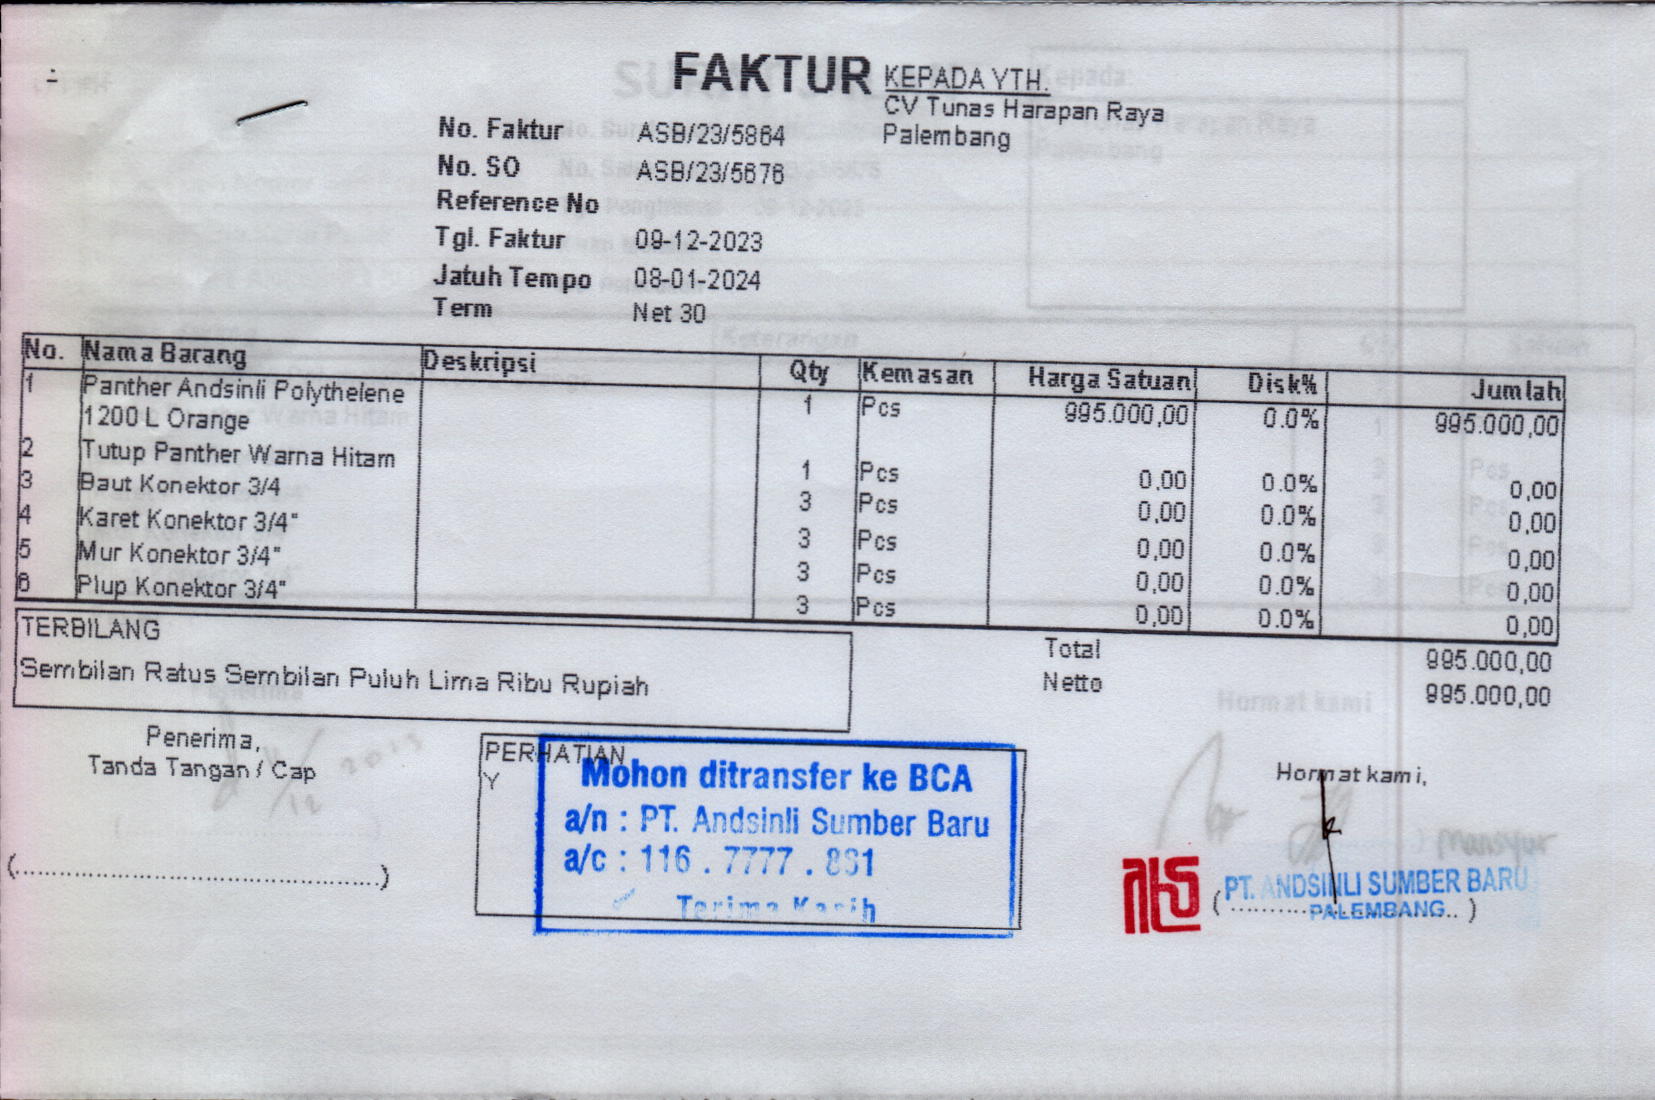 FAKTUR
KEPADA YTH.
CV Tunas Harapan Raya
Palembang
No. Faktur ASB/23/5864
No. SO ASB/23/5676
Reference No
Tgl. Faktur 09-12-2023
Jatuh Tempo 08-01-2024
Term Net 30
No. Nama Barang Deskripsi Qty Kemasan Harga Satuan Disk% Jumlah
1 Panther Andsinli Polythelene 1 Pcs 995.000,00 0.0% 995.000,00
1200 L Orange
2 Tutup Panther Warna Hitam 1 Pcs 0,00 0.0% 0,00
3 Baut Konektor 3/4 3 Pcs 0,00 0.0% 0,00
4 Karet Konektor 3/4" 3 Pcs 0,00 0.0% 0,00
5 Mur Konektor 3/4" 3 Pcs 0,00 0.0% 0,00
6 Plup Konektor 3/4" 3 Pcs 0,00 0.0% 0,00
TERBILANG
Sembilan Ratus Sembilan Puluh Lima Ribu Rupiah
Total 995.000,00
Netto 995.000,00
Penerima,
Tanda Tangan / Cap
PERHATIAN
Y
Mohon ditransfer ke BCA
a/n : PT. Andsinli Sumber Baru
a/c : 116 . 7777 . 881
Terima Kasih
Hormat kami,
PT. ANDSINLI SUMBER BARU
PALEMBANG